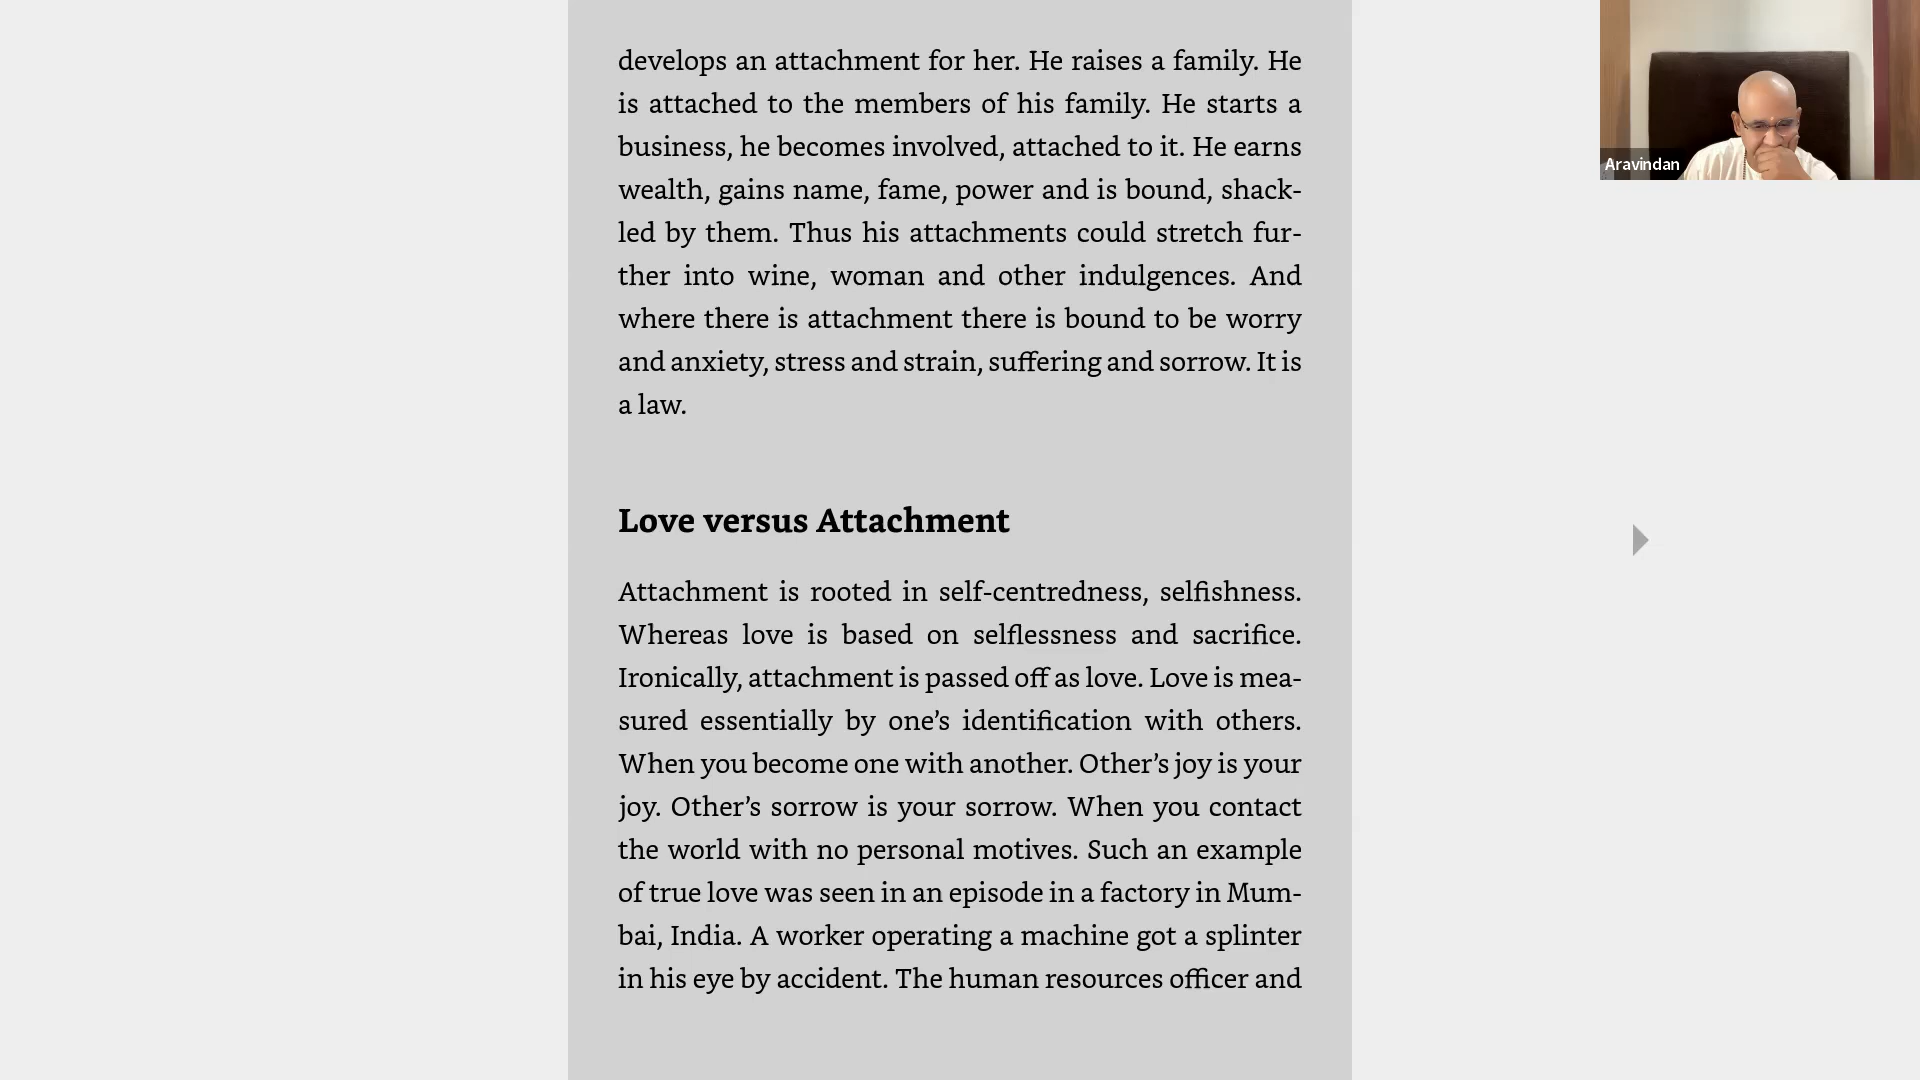 develops an attachment for her. He raises a family. He
is attached to the members of his family. He starts a
business, he becomes involved, attached to it. He earns
wealth, gains name, fame, power and is bound, shack-
led by them. Thus his attachments could stretch fur-
ther into wine, woman and other indulgences. And
where there is attachment there is bound to be worry
and anxiety, stress and strain, suffering and sorrow. It is
a law.
Love versus Attachment
Attachment is rooted in self-centredness, selfishness.
Whereas love is based on selflessness and sacrifice.
Ironically, attachment is passed off as love. Love is mea-
sured essentially by one’s identification with others.
When you become one with another. Other’s joy is your
joy. Other’s sorrow is your sorrow. When you contact
the world with no personal motives. Such an example
of true love was seen in an episode in a factory in Mum-
bai, India. A worker operating a machine got a splinter
in his eye by accident. The human resources officer and
Aravindan